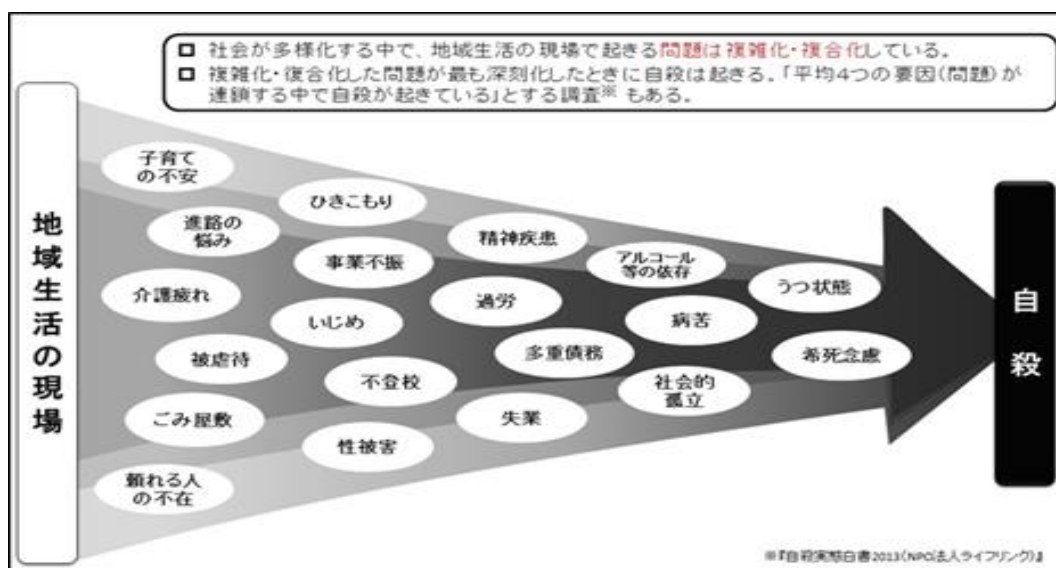 □ 社会が多様化する中で、地域生活の現場で起きる問題は複雑化・複合化している。
□ 複雑化・復合化した問題が最も深刻化したときに自殺は起きる。「平均4つの要因(問題)が
連鎖する中で自殺が起きている」とする調査※ もある。
地域生活の現場
子育て
の不安
進路の
悩み
介護疲れ
被虐待
ごみ屋敷
頼れる人
の不在
ひきこもり
事業不振
いじめ
不登校
性被害
精神疾患
過労
多重債務
失業
アルコール
等の依存
病苦
社会的
孤立
うつ状態
希死念慮
自殺
※『自殺実態白書2013(NPO法人ライフリンク)』